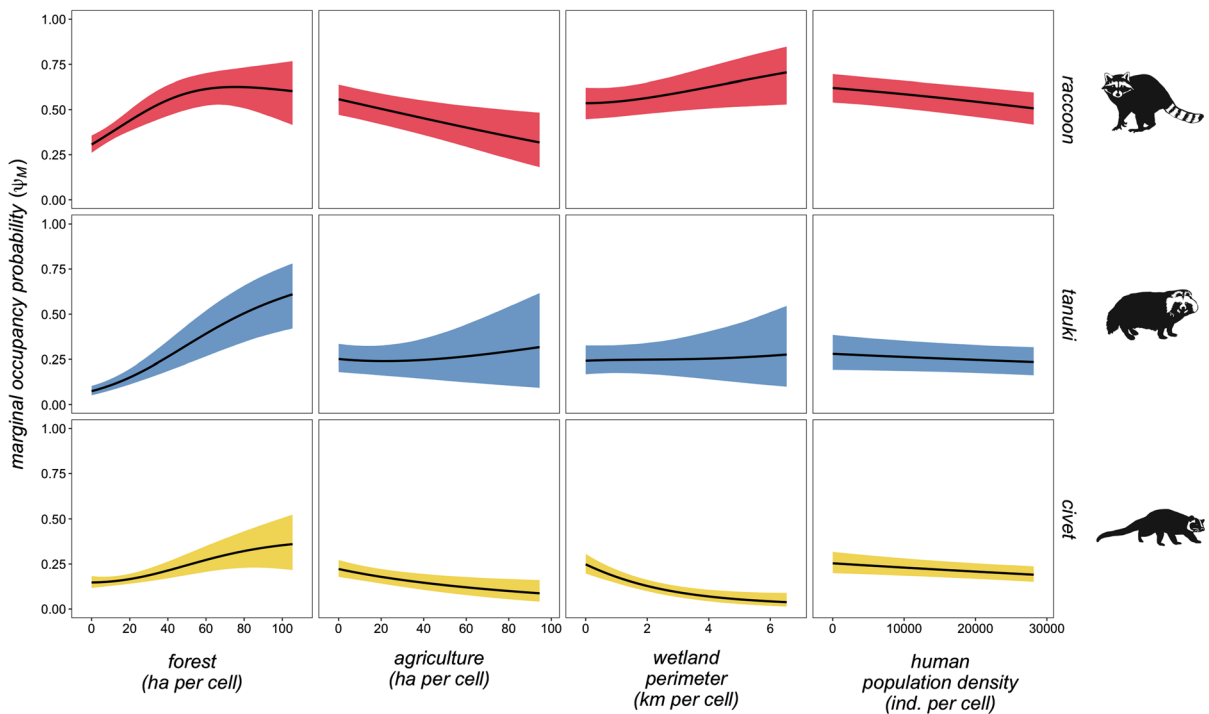 marginal occupancy probability (ψM)
1.00
0.75
0.50
0.25
0.00
raccoon
1.00
0.75
0.50
0.25
0.00
tanuki
1.00
0.75
0.50
0.25
0.00
civet
0 20 40 60 80 100
0 20 40 60 80 100
0 2 4 6
0 10000 20000 30000
forest
(ha per cell)
agriculture
(ha per cell)
wetland
perimeter
(km per cell)
human
population density
(ind. per cell)